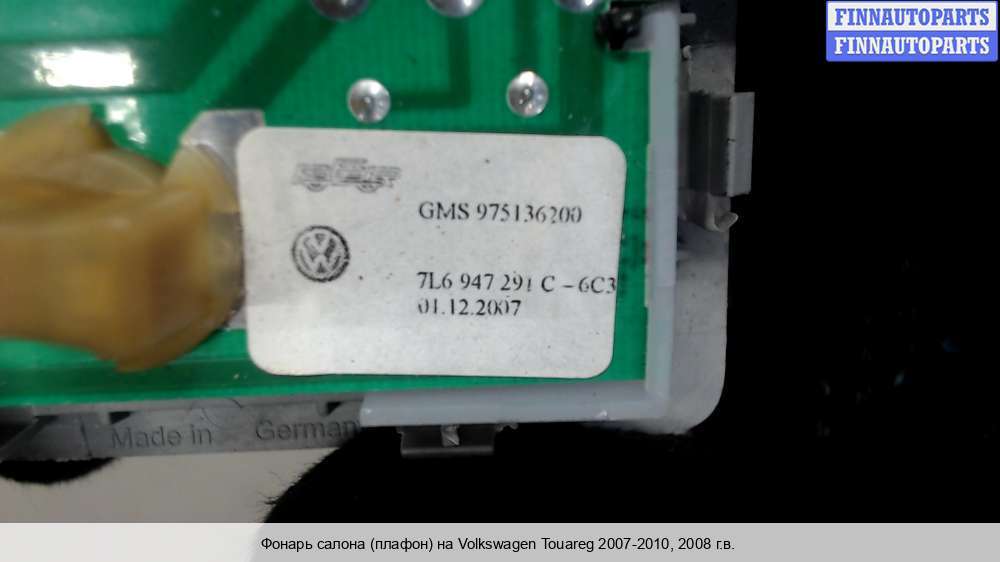 FINNAUTOPARTS
FINNAUTOPARTS
GMS 975136200
7L6 947 291 C - 6C3
01.12.2007
Made in German
Фонарь салона (плафон) на Volkswagen Touareg 2007-2010, 2008 г.в.